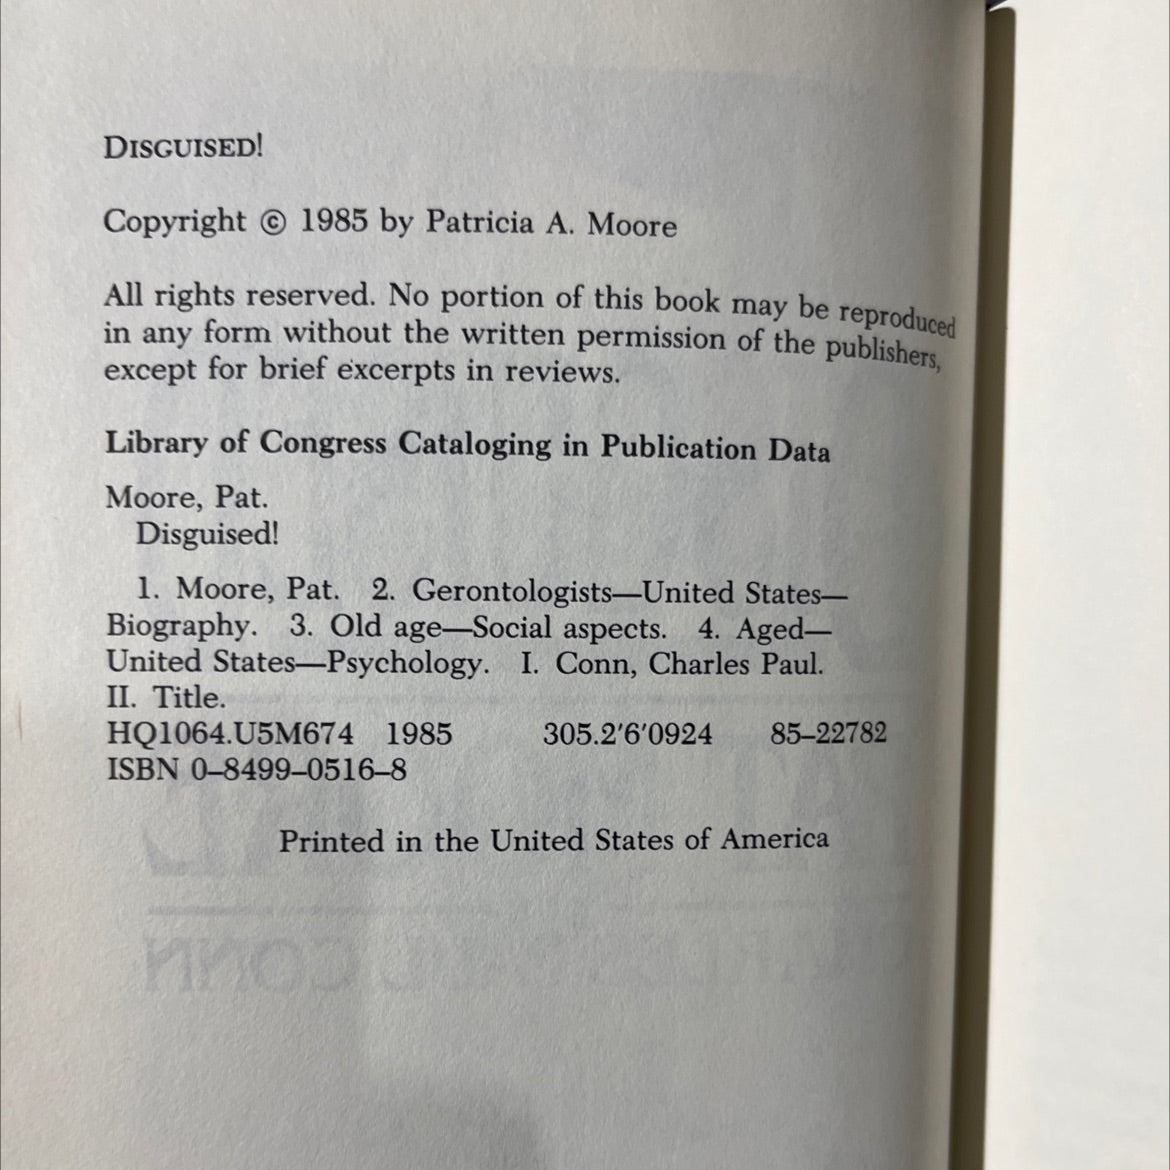 DISGUISED!
Copyright © 1985 by Patricia A. Moore
All rights reserved. No portion of this book may be reproduced
in any form without the written permission of the publishers,
except for brief excerpts in reviews.
Library of Congress Cataloging in Publication Data
Moore, Pat.
Disguised!
1. Moore, Pat. 2. Gerontologists—United States—
Biography. 3. Old age—Social aspects. 4. Aged—
United States—Psychology. I. Conn, Charles Paul.
II. Title.
HQ1064.U5M674 1985 305.2'6'0924 85–22782
ISBN 0–8499–0516–8
Printed in the United States of America